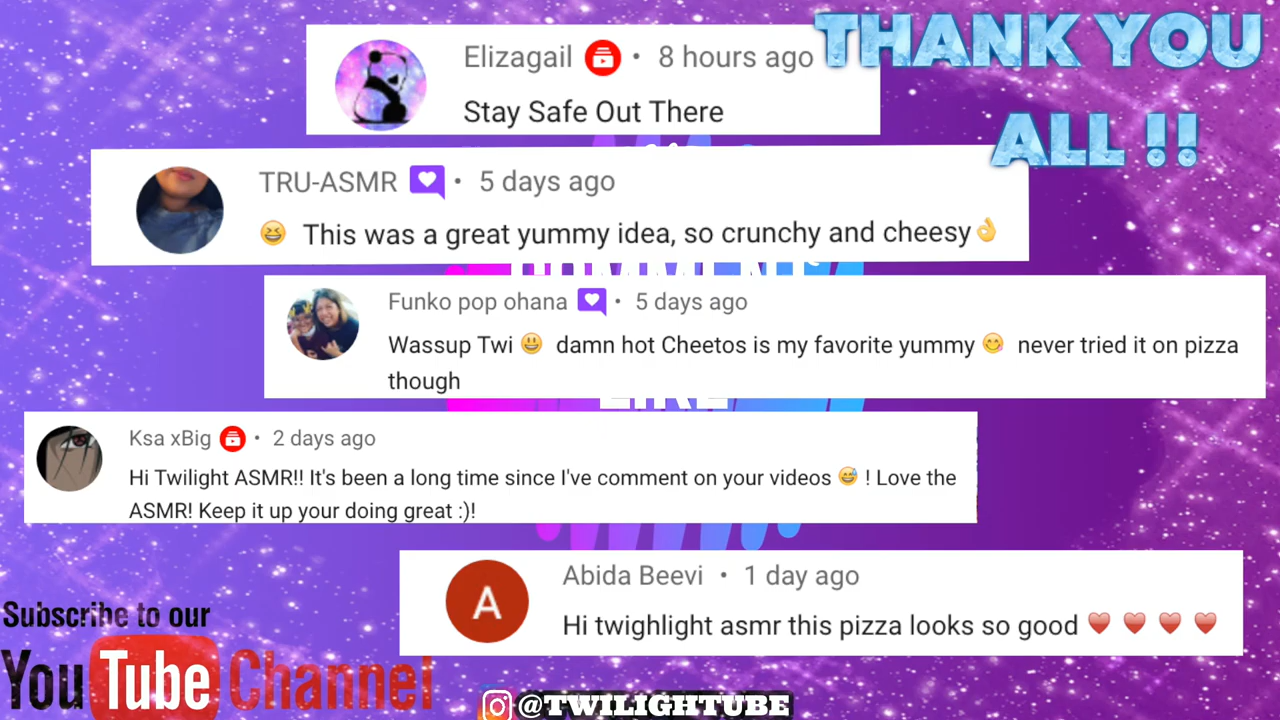 THANK YOU
ALL !!
Elizagail • 8 hours ago
Stay Safe Out There
TRU-ASMR • 5 days ago
😆 This was a great yummy idea, so crunchy and cheesy👌
COMMENT
Funko pop ohana • 5 days ago
Wassup Twi 😃 damn hot Cheetos is my favorite yummy 😋 never tried it on pizza
though
LIKE
Ksa xBig • 2 days ago
Hi Twilight ASMR!! It's been a long time since I've comment on your videos 😅 ! Love the
ASMR! Keep it up your doing great :)!
A
Abida Beevi • 1 day ago
Hi twighlight asmr this pizza looks so good ♥ ♥ ♥ ♥
Subscribe to our
YouTube Channel
@TWILIGHTUBE